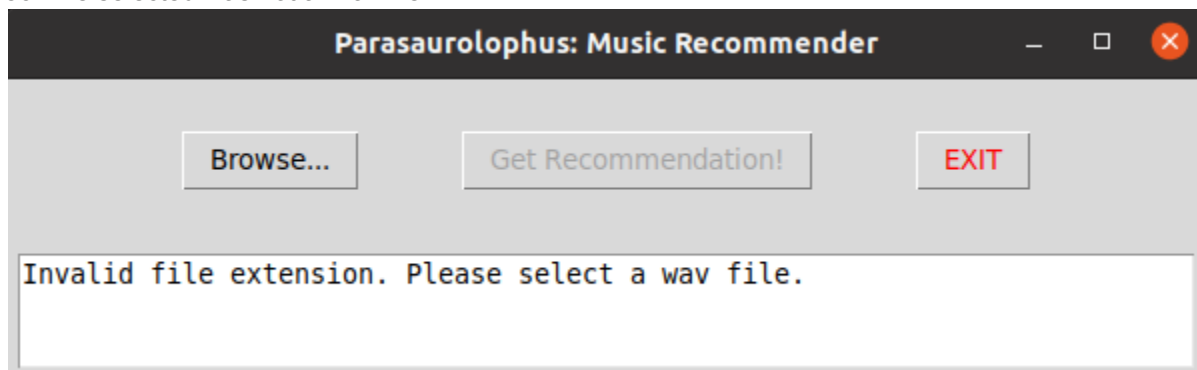 Parasaurolophus: Music Recommender
Browse... Get Recommendation! EXIT
Invalid file extension. Please select a wav file.